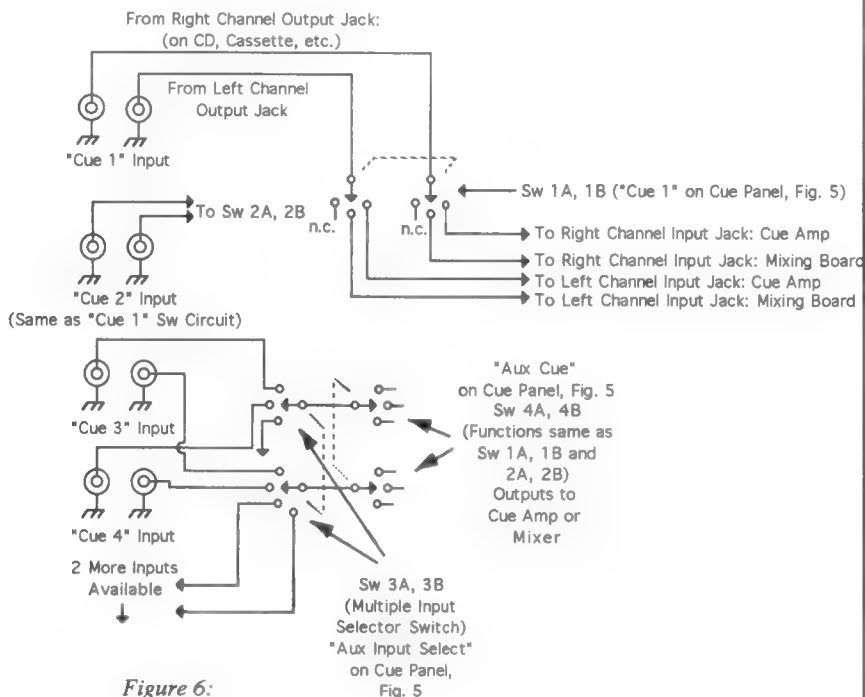 From Right Channel Output Jack:
(on CD, Cassette, etc.)
From Left Channel
Output Jack
"Cue 1" Input
Sw 1A, 1B ("Cue 1" on Cue Panel, Fig. 5)
To Sw 2A, 2B
n.c.
n.c.
To Right Channel Input Jack: Cue Amp
To Right Channel Input Jack: Mixing Board
To Left Channel Input Jack: Cue Amp
To Left Channel Input Jack: Mixing Board
"Cue 2" Input
(Same as "Cue 1" Sw Circuit)
"Cue 3" Input
"Aux Cue"
on Cue Panel, Fig. 5
Sw 4A, 4B
(Functions same as
Sw 1A, 1B and
2A, 2B)
Outputs to
Cue Amp or
Mixer
"Cue 4" Input
2 More Inputs
Available
Sw 3A, 3B
(Multiple Input
Selector Switch)
"Aux Input Select"
on Cue Panel,
Fig. 5
Figure 6: